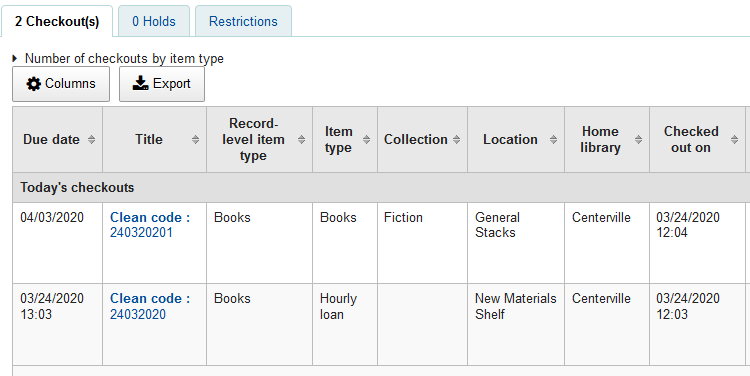 2 Checkout(s)
0 Holds
Restrictions
Number of checkouts by item type
Columns
Export
Due date
Title
Record-
level item
type
Item
type
Collection
Location
Home
library
Checked
out on
Today's checkouts
04/03/2020
Clean code :
240320201
Books
Books
Fiction
General
Stacks
Centerville
03/24/2020
12:04
03/24/2020
13:03
Clean code :
24032020
Books
Hourly
loan
New Materials
Shelf
Centerville
03/24/2020
12:03